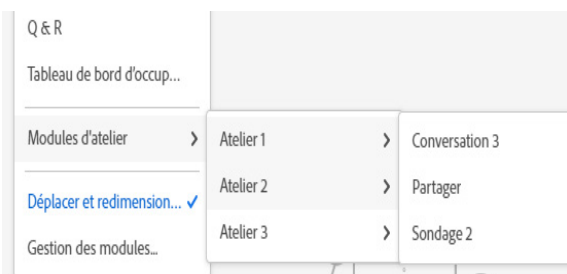 Q & R
Tableau de bord d'occup...
Modules d'atelier
Déplacer et redimension...
Gestion des modules...
Atelier 1
Atelier 2
Atelier 3
Conversation 3
Partager
Sondage 2